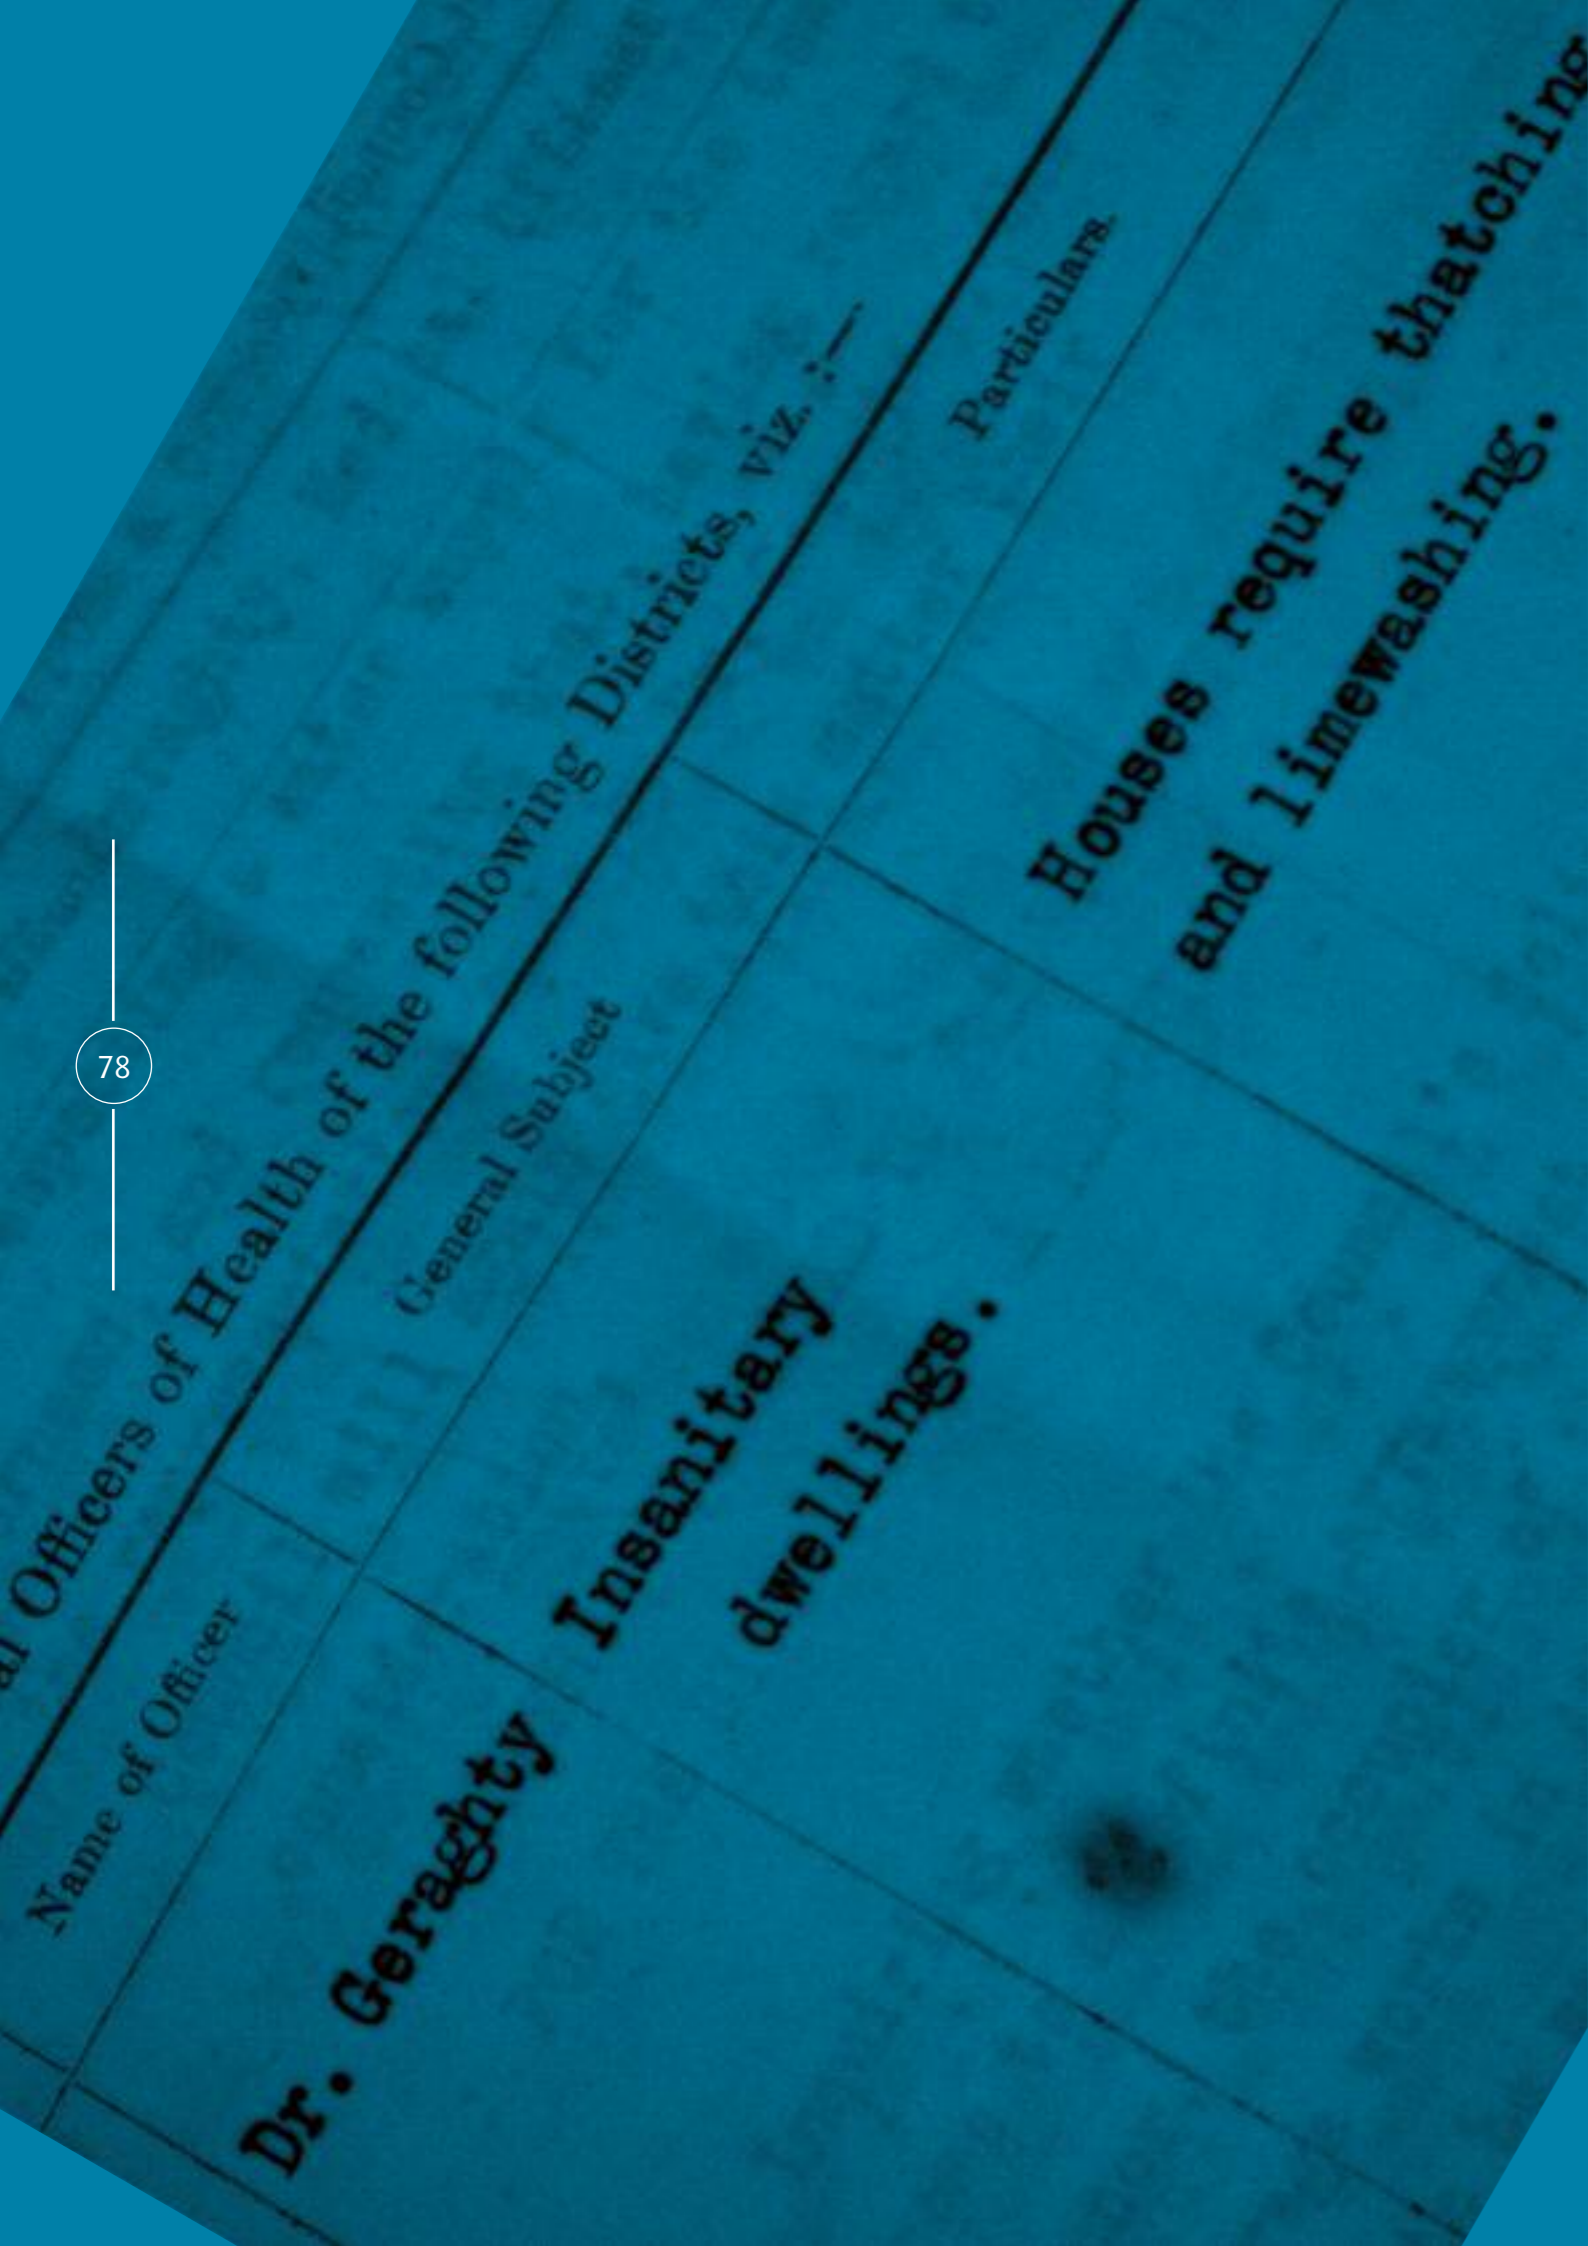 al Officers of Health of the following Districts, viz. :—
Name of Officer
General Subject
Particulars.
Dr. Geraghty
Insanitary
dwellings.
Houses require thatching
and limewashing.
78